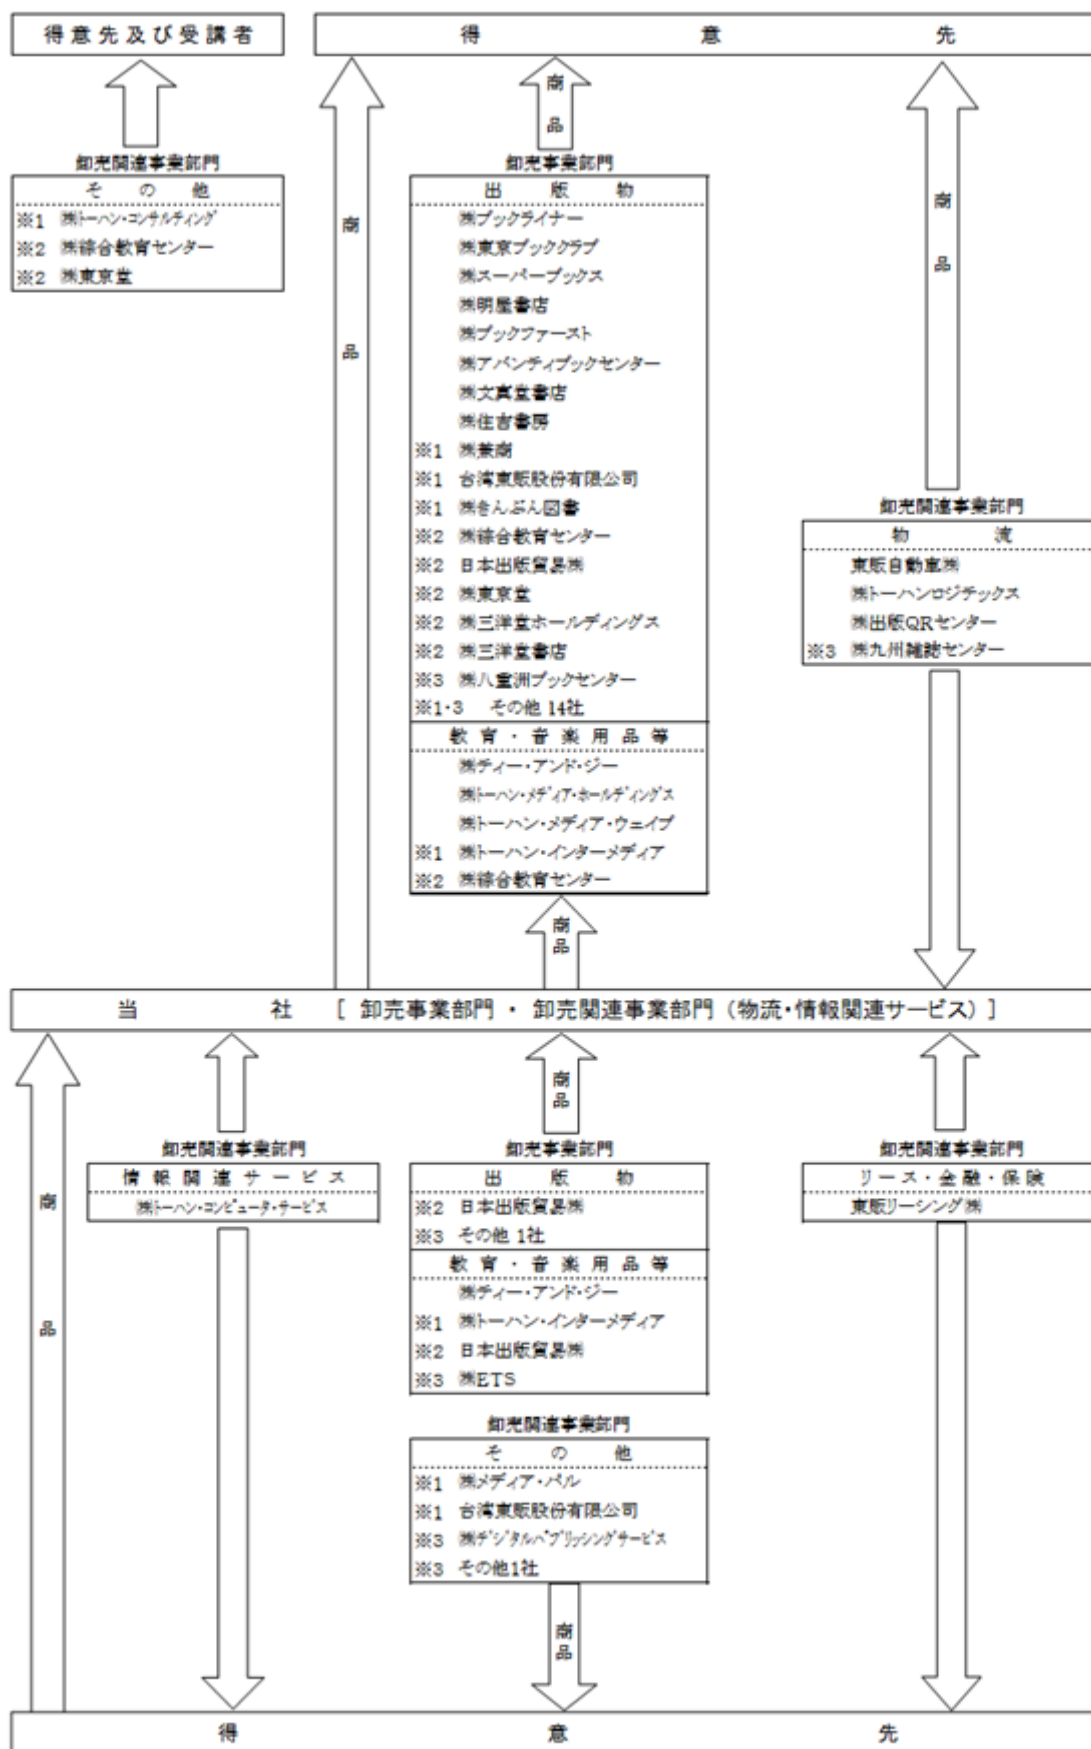 得意先及び受講者
得意先
商品
卸売関連事業部門
その他
※1 ㈱トーハン・コンサルティング
※2 ㈱綜合教育センター
※2 ㈱東京堂
商品
卸売事業部門
出版物
㈱ブックライナー
㈱東京ブッククラブ
㈱スーパーブックス
㈱明屋書店
㈱ブックファースト
㈱アバンティブックセンター
㈱文真堂書店
㈱住吉書房
※1 ㈱兼商
※1 台湾東販股份有限公司
※1 ㈱きんぶん図書
※2 ㈱綜合教育センター
※2 日本出版貿易㈱
※2 ㈱東京堂
※2 ㈱三洋堂ホールディングス
※2 ㈱三洋堂書店
※3 ㈱八重洲ブックセンター
※1・3 その他 14社
教育・音楽用品等
㈱ティー・アンド・ジー
㈱トーハン・メディア・ホールディングス
㈱トーハン・メディア・ウェイブ
※1 ㈱トーハン・インターメディア
※2 ㈱綜合教育センター
商品
商品
卸売関連事業部門
物流
東販自動車㈱
㈱トーハンロジテックス
㈱出版QRセンター
※3 ㈱九州雑誌センター
当社 [ 卸売事業部門・卸売関連事業部門（物流・情報関連サービス）]
商品
卸売関連事業部門
情報関連サービス
㈱トーハン・コンピュータ・サービス
商品
卸売事業部門
出版物
※2 日本出版貿易㈱
※3 その他 1社
教育・音楽用品等
㈱ティー・アンド・ジー
※1 ㈱トーハン・インターメディア
※2 日本出版貿易㈱
※3 ㈱ETS
卸売関連事業部門
その他
※1 ㈱メディア・パル
※1 台湾東販股份有限公司
※3 ㈱デジタルパブリッシングサービス
※3 その他1社
商品
卸売関連事業部門
リース・金融・保険
東販リーシング㈱
得意先